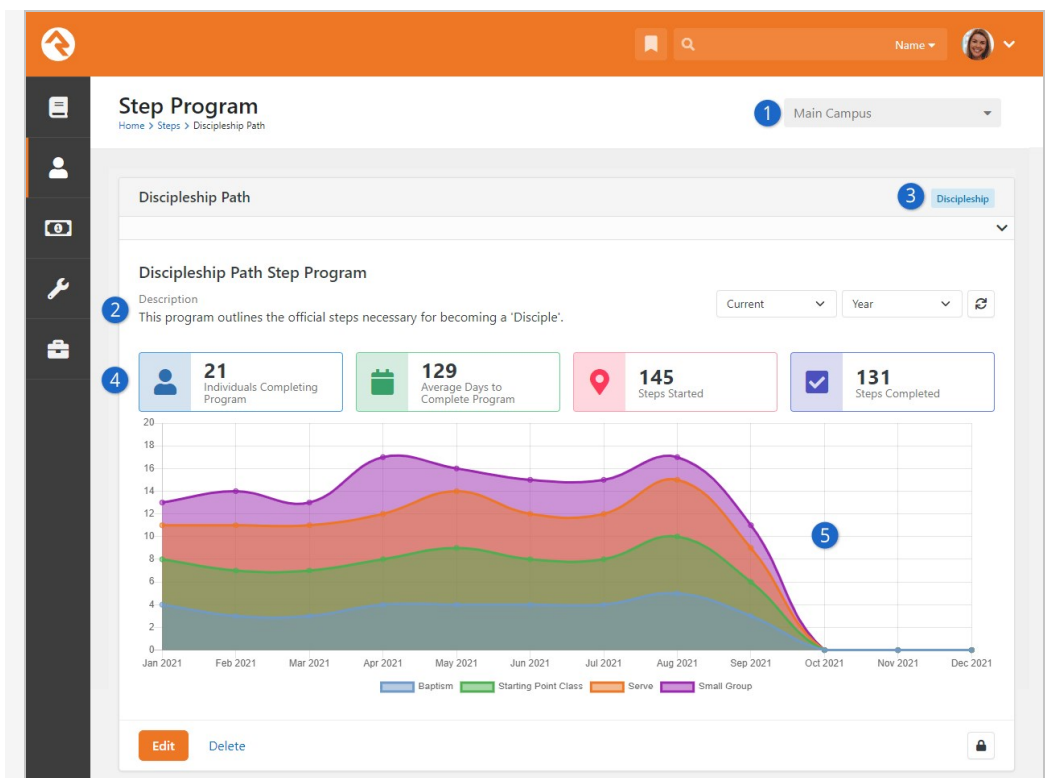 Name
Step Program
Home > Steps > Discipleship Path
1
Main Campus
Discipleship Path
3
Discipleship
Discipleship Path Step Program
Description
2
This program outlines the official steps necessary for becoming a 'Disciple'.
Current
Year
4
21
Individuals Completing
Program
129
Average Days to
Complete Program
145
Steps Started
131
Steps Completed
20
18
16
14
12
10
8
6
4
2
0
5
Jan 2021 Feb 2021 Mar 2021 Apr 2021 May 2021 Jun 2021 Jul 2021 Aug 2021 Sep 2021 Oct 2021 Nov 2021 Dec 2021
Baptism Starting Point Class Serve Small Group
Edit Delete